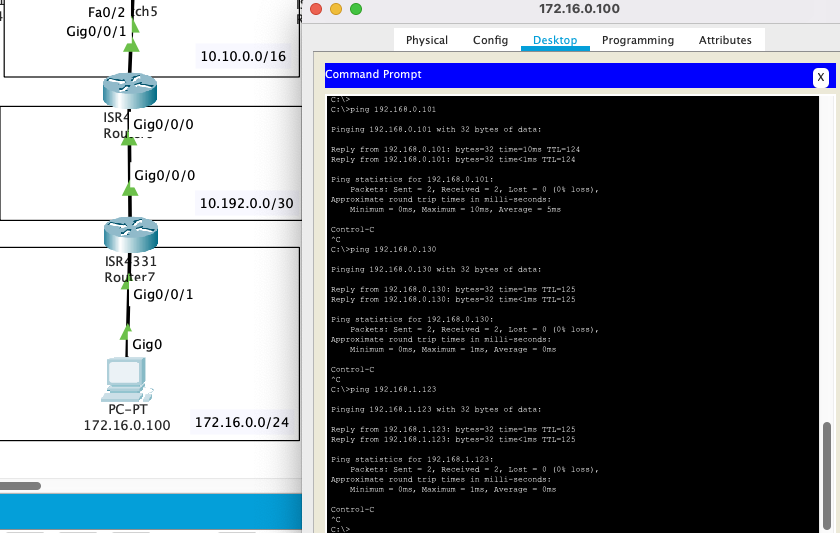 Fa0/2
ch5
Gig0/0/1
10.10.0.0/16
ISR4
Rou
Gig0/0/0
Gig0/0/0
10.192.0.0/30
ISR4331
Router7
Gig0/0/1
Gig0
PC-PT
172.16.0.100
172.16.0.0/24
172.16.0.100
Physical Config Desktop Programming Attributes
Command Prompt
X
C:\>
C:\>ping 192.168.0.101
Pinging 192.168.0.101 with 32 bytes of data:
Reply from 192.168.0.101: bytes=32 time=10ms TTL=124
Reply from 192.168.0.101: bytes=32 time<1ms TTL=124
Ping statistics for 192.168.0.101:
Packets: Sent = 2, Received = 2, Lost = 0 (0% loss),
Approximate round trip times in milli-seconds:
Minimum = 0ms, Maximum = 10ms, Average = 5ms
Control-C
^C
C:\>ping 192.168.0.130
Pinging 192.168.0.130 with 32 bytes of data:
Reply from 192.168.0.130: bytes=32 time=1ms TTL=125
Reply from 192.168.0.130: bytes=32 time<1ms TTL=125
Ping statistics for 192.168.0.130:
Packets: Sent = 2, Received = 2, Lost = 0 (0% loss),
Approximate round trip times in milli-seconds:
Minimum = 0ms, Maximum = 1ms, Average = 0ms
Control-C
^C
C:\>ping 192.168.1.123
Pinging 192.168.1.123 with 32 bytes of data:
Reply from 192.168.1.123: bytes=32 time=1ms TTL=125
Reply from 192.168.1.123: bytes=32 time<1ms TTL=125
Ping statistics for 192.168.1.123:
Packets: Sent = 2, Received = 2, Lost = 0 (0% loss),
Approximate round trip times in milli-seconds:
Minimum = 0ms, Maximum = 1ms, Average = 0ms
Control-C
^C
C:\>